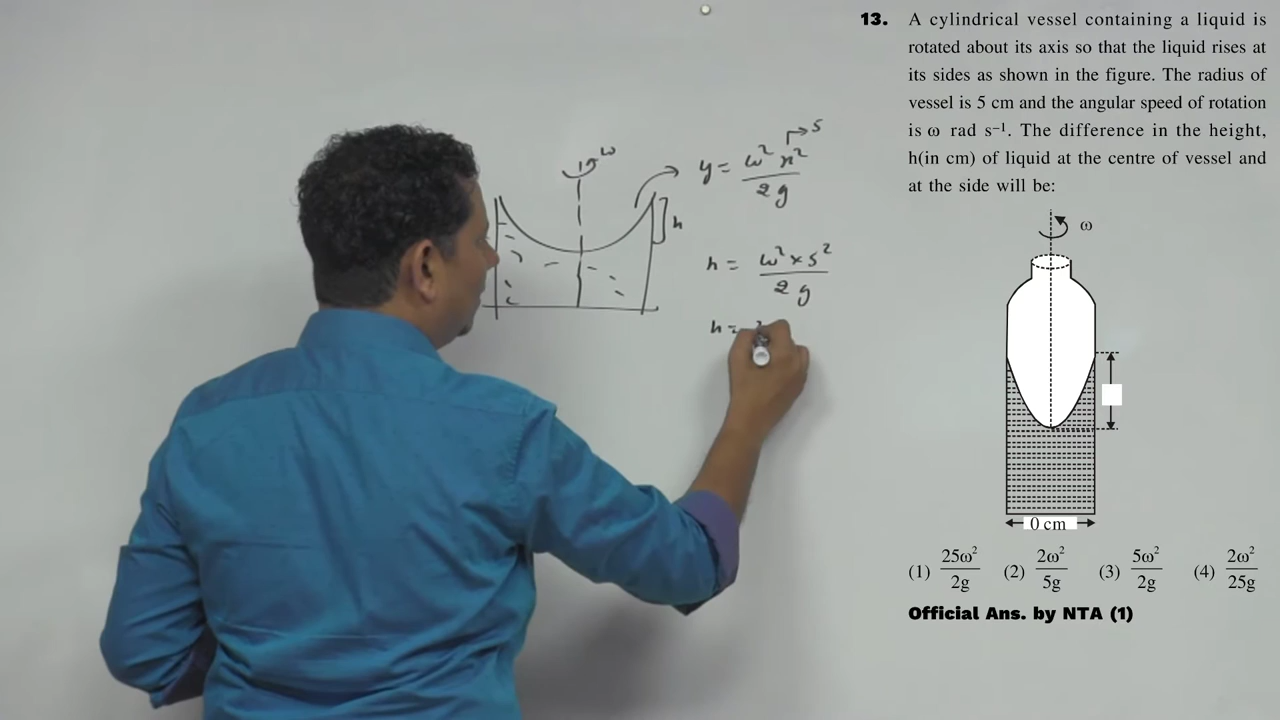 ω
y = ω² x² / 2g
→ 5
h
h = ω² × 5² / 2g
h =
13. A cylindrical vessel containing a liquid is
rotated about its axis so that the liquid rises at
its sides as shown in the figure. The radius of
vessel is 5 cm and the angular speed of rotation
is ω rad s⁻¹. The difference in the height,
h(in cm) of liquid at the centre of vessel and
at the side will be:
ω
0 cm
(1) 25ω²/2g (2) 2ω²/5g (3) 5ω²/2g (4) 2ω²/25g
Official Ans. by NTA (1)